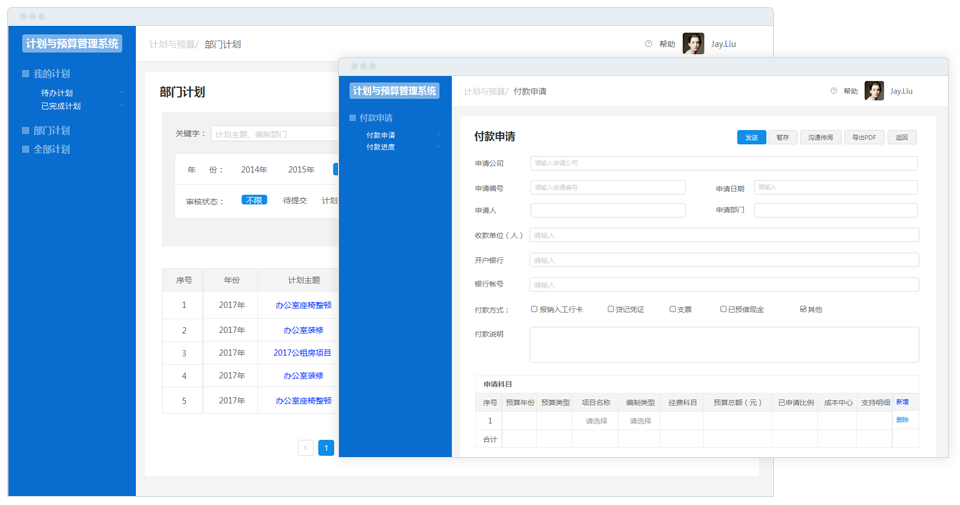 计划与预算管理系统
我的计划
待办计划
已完成计划
部门计划
全部计划
计划与预算/ 部门计划
帮助
Jay.Liu
部门计划
关键字：
计划主题、编制部门
年 份： 2014年 2015年
审核状态： 不限 待提交 计划
序号 年份 计划主题
1 2017年 办公室座椅整顿
2 2017年 办公室装修
3 2017年 2017公租房项目
4 2017年 办公室装修
5 2017年 办公室座椅整顿
1
计划与预算管理系统
付款申请
付款申请
付款进度
计划与预算/ 付款申请
帮助
Jay.Liu
付款申请
发送 暂存 沟通传阅 导出PDF 返回
申请公司 请输入申请公司
申请编号 请输入申请编号 申请日期 请输入
申请人 申请部门
收款单位（人） 请输入
开户银行 请输入
银行帐号 请输入
付款方式： 报销入工行卡 贷记凭证 支票 已预借现金 其他
付款说明
申请科目
序号 预算年份 预算类型 项目名称 编制类型 经费科目 预算总额（元） 已申请比例 成本中心 支持明细 新增
1 请选择 请选择 删除
合计